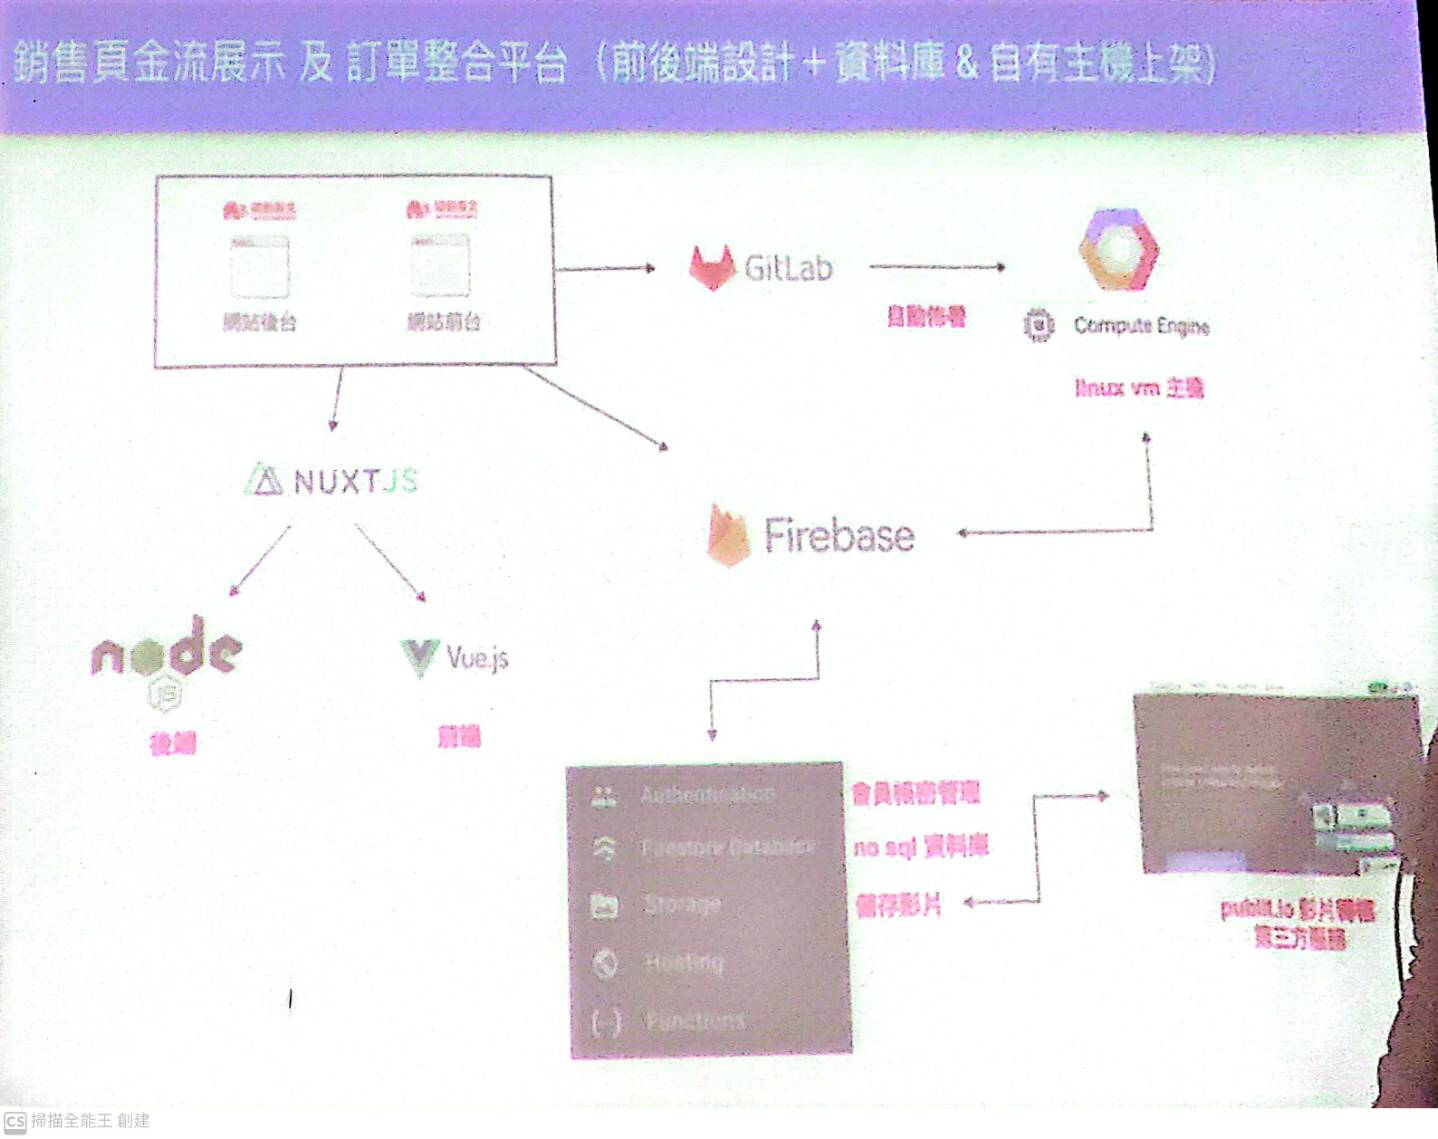 銷售頁金流展示 及 訂單整合平台 (前後端設計＋資料庫 & 自有主機上架)
網站後台
網站前台
GitLab
自動佈署
Compute Engine
linux vm 主機
NUXTJS
Firebase
node
JS
後端
Vue.js
前端
Authentication
會員帳密管理
Firestore Database
no sql 資料庫
Storage
儲存影片
Hosting
Functions
publit.io 影片轉檔
第三方服務
CS 掃描全能王 創建